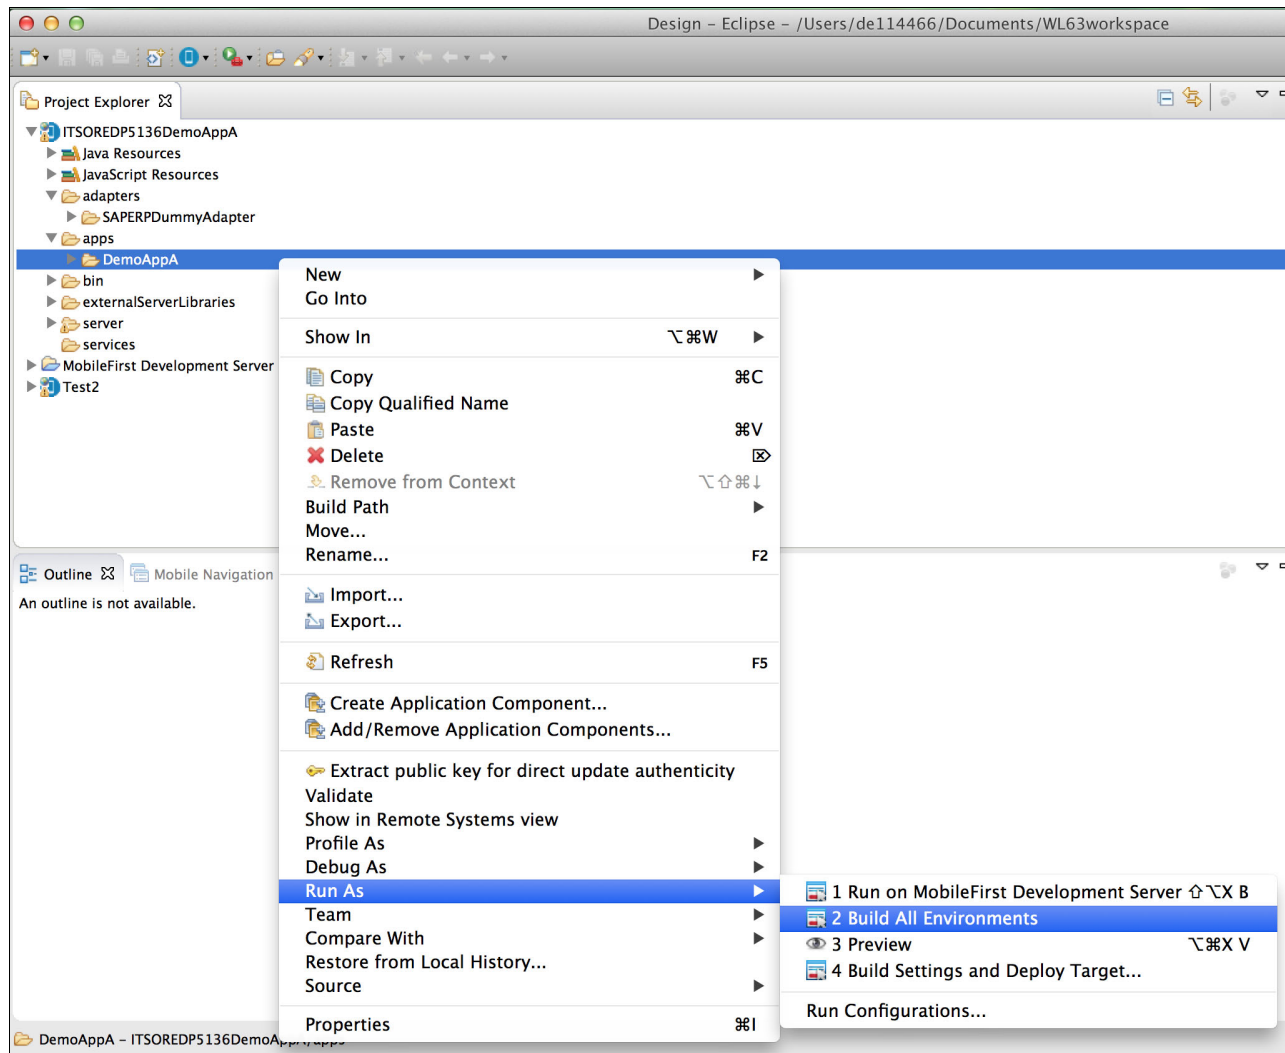 Design – Eclipse – /Users/de114466/Documents/WL63workspace
Project Explorer
ITSOREDP5136DemoAppA
Java Resources
JavaScript Resources
adapters
SAPERPDummyAdapter
apps
DemoAppA
bin
externalServerLibraries
server
services
MobileFirst Development Server
Test2
Outline
Mobile Navigation
An outline is not available.
New
Go Into
Show In ⌥⌘W
Copy ⌘C
Copy Qualified Name
Paste ⌘V
Delete ⌦
Remove from Context ⌥⇧⌘↓
Build Path
Move...
Rename... F2
Import...
Export...
Refresh F5
Create Application Component...
Add/Remove Application Components...
Extract public key for direct update authenticity
Validate
Show in Remote Systems view
Profile As
Debug As
Run As
Team
Compare With
Restore from Local History...
Source
Properties ⌘I
1 Run on MobileFirst Development Server ⇧⌥X B
2 Build All Environments
3 Preview ⌥⌘X V
4 Build Settings and Deploy Target...
Run Configurations...
DemoAppA – ITSOREDP5136DemoAppA/apps